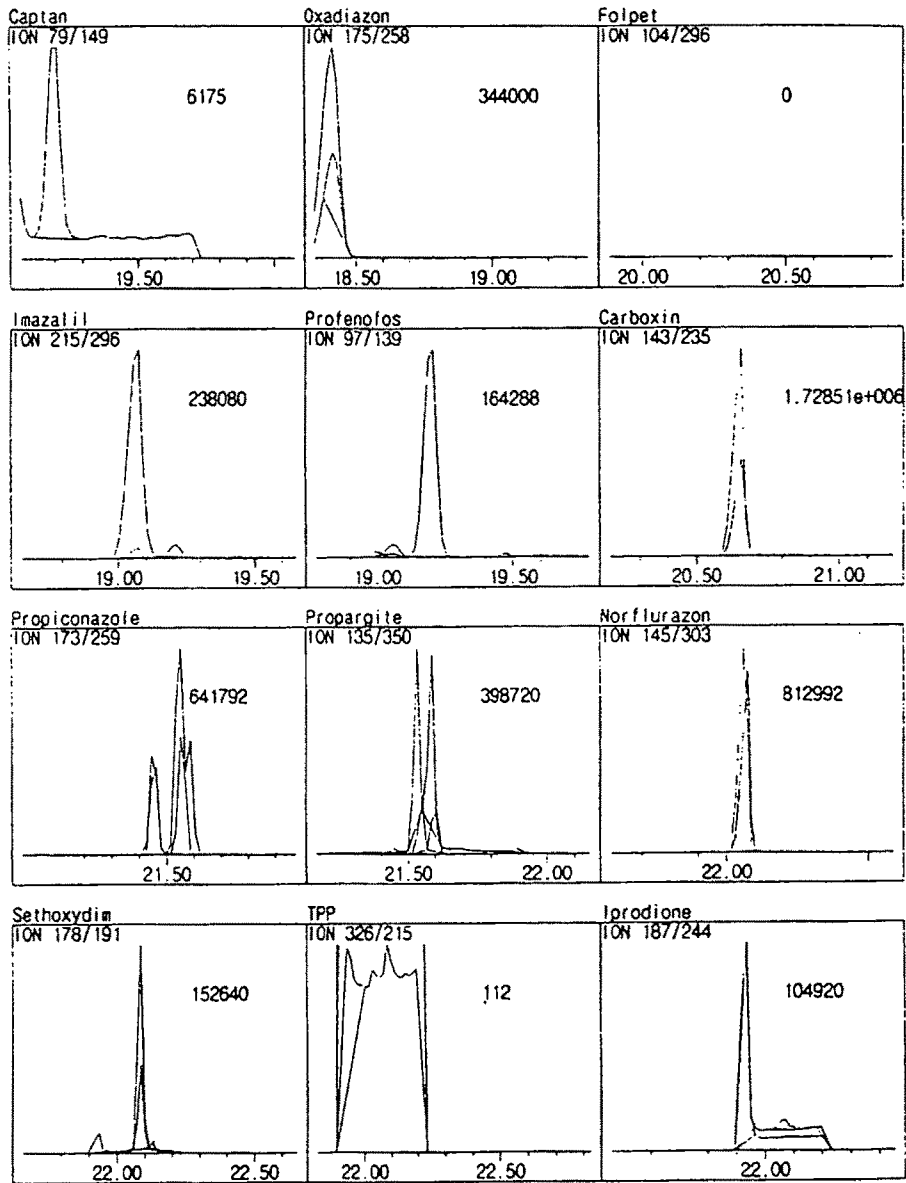 Captan
ION 79/149
6175
19.50
Oxadiazon
ION 175/258
344000
18.50 19.00
Folpet
ION 104/296
0
20.00 20.50
Imazalil
ION 215/296
238080
19.00 19.50
Profenofos
ION 97/139
164288
19.00 19.50
Carboxin
ION 143/235
1.72851e+006
20.50 21.00
Propiconazole
ION 173/259
641792
21.50
Propargite
ION 135/350
398720
21.50 22.00
Norflurazon
ION 145/303
812992
22.00
Sethoxydim
ION 178/191
152640
22.00 22.50
TPP
ION 326/215
112
22.00 22.50
Iprodione
ION 187/244
104920
22.00